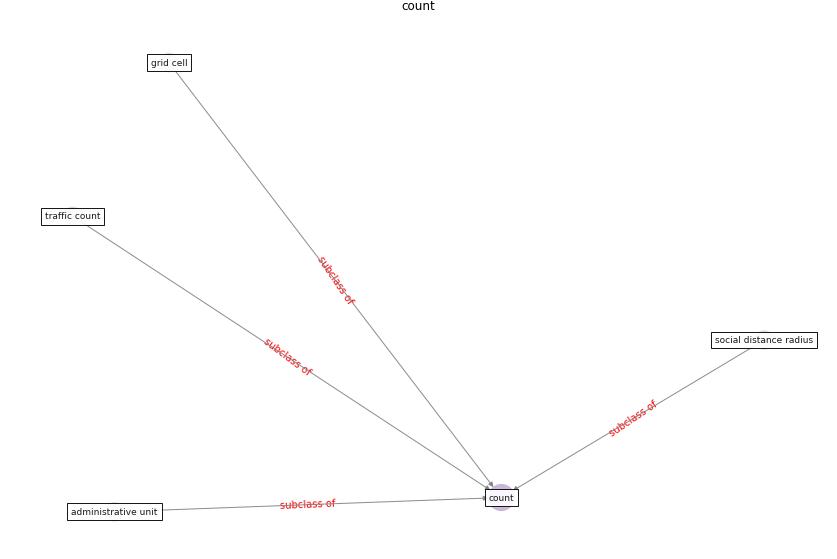 count
grid cell
traffic count
subclass of
social distance radius
subclass of
subclass of
count
subclass of
administrative unit